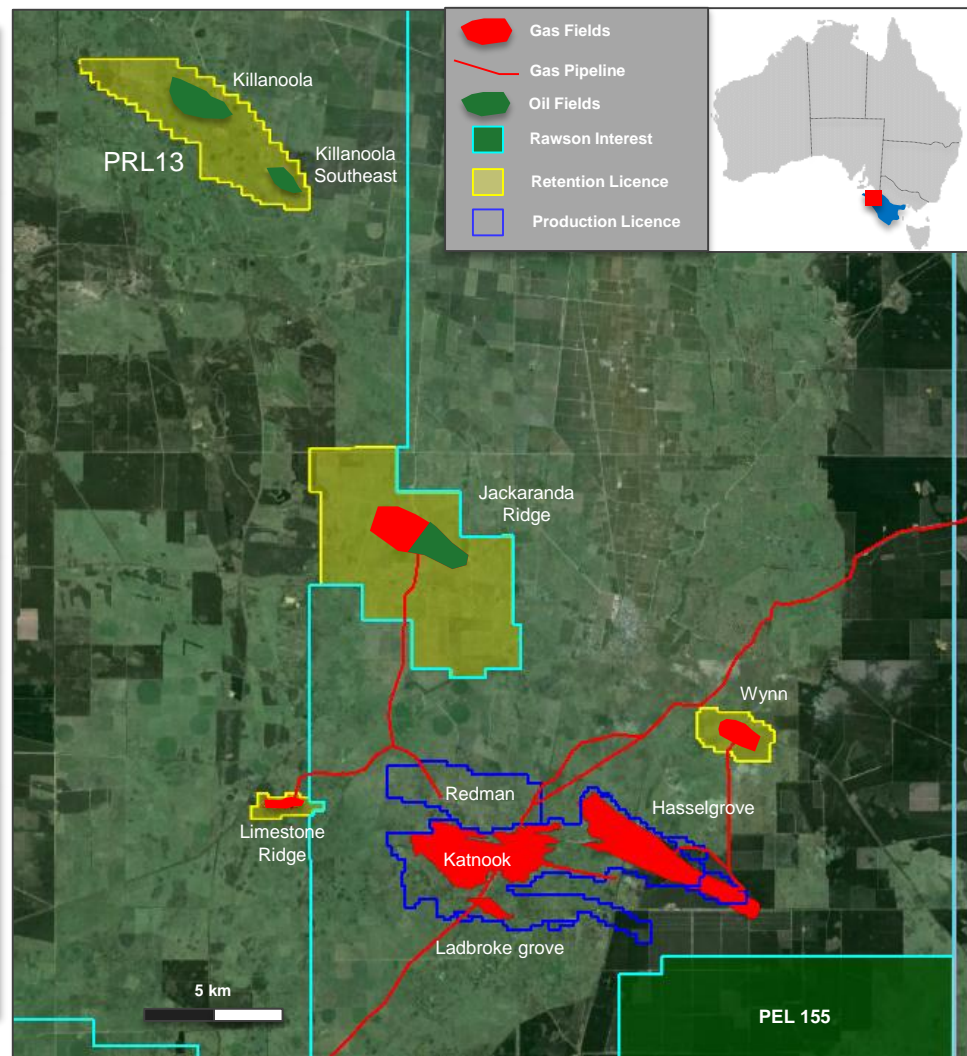 Gas Fields
Gas Pipeline
Oil Fields
Rawson Interest
Retention Licence
Production Licence
Killanoola
PRL13
Killanoola
Southeast
Jackaranda
Ridge
Wynn
Redman
Hasselgrove
Limestone
Ridge
Katnook
Ladbroke grove
5 km
PEL 155